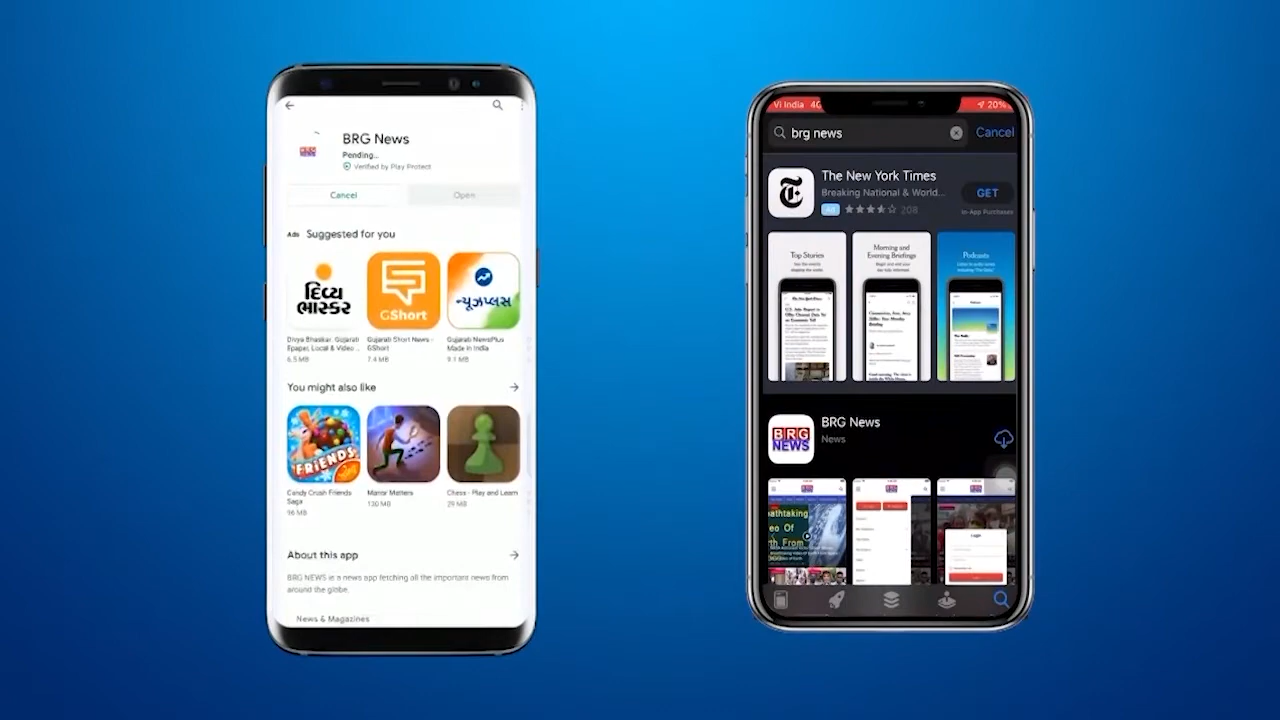 BRG News
Pending...
Verified by Play Protect
Cancel
Open
Ads Suggested for you
દિવ્ય
ભાસ્કર
GShort
ન્યૂઝપ્લસ
Divya Bhaskar. Gujarati
Epaper, Local & Video ...
6.5 MB
Gujarati Short News -
GShort
7.4 MB
Gujarati NewsPlus
Made in India
9.1 MB
You might also like
FRIENDS
Candy Crush Friends
Saga
96 MB
Manor Matters
130 MB
Chess - Play and Learn
29 MB
About this app
BRG NEWS is a news app fetching all the important news from
around the globe.
News & Magazines
Vi India 4G
20%
brg news
Cancel
The New York Times
Breaking National & World...
Ad
208
GET
In-App Purchases
Top Stories
Morning and
Evening Briefings
Podcasts
BRG
NEWS
BRG News
News
Login